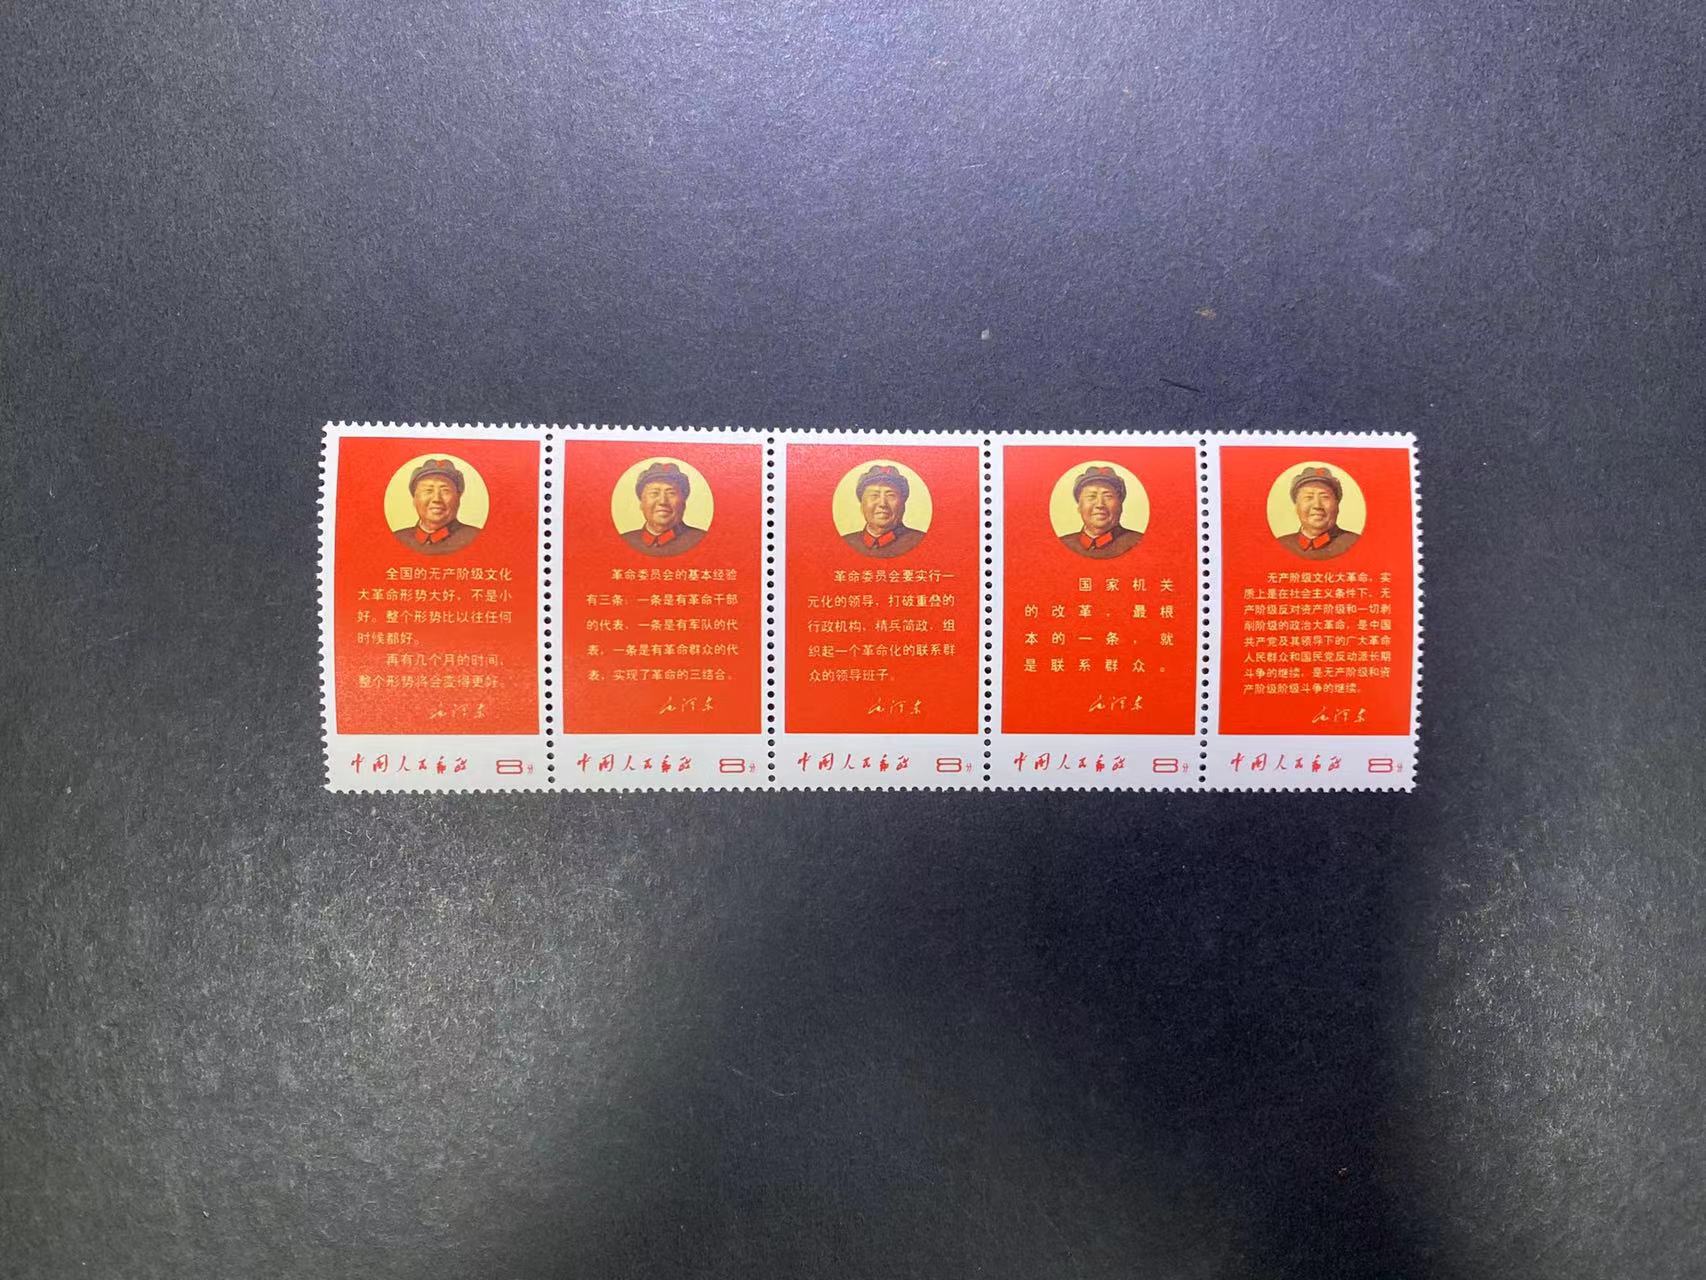 全国的无产阶级文化
大革命形势大好，不是小
好。整个形势比以往任何
时候都好。
再有几个月的时间，
整个形势将会变得更好。
毛泽东
中国人民邮政 8分
革命委员会的基本经验
有三条：一条是有革命干部
的代表，一条是有军队的代
表，一条是有革命群众的代
表，实现了革命的三结合。
毛泽东
中国人民邮政 8分
革命委员会要实行一
元化的领导，打破重叠的
行政机构，精兵简政，组
织起一个革命化的联系群
众的领导班子。
毛泽东
中国人民邮政 8分
国家机关
的改革，最根
本的一条，就
是联系群众。
毛泽东
中国人民邮政 8分
无产阶级文化大革命，实
质上是在社会主义条件下，无
产阶级反对资产阶级和一切剥
削阶级的政治大革命，是中国
共产党及其领导下的广大革命
人民群众和国民党反动派长期
斗争的继续，是无产阶级和资
产阶级阶级斗争的继续。
毛泽东
中国人民邮政 8分